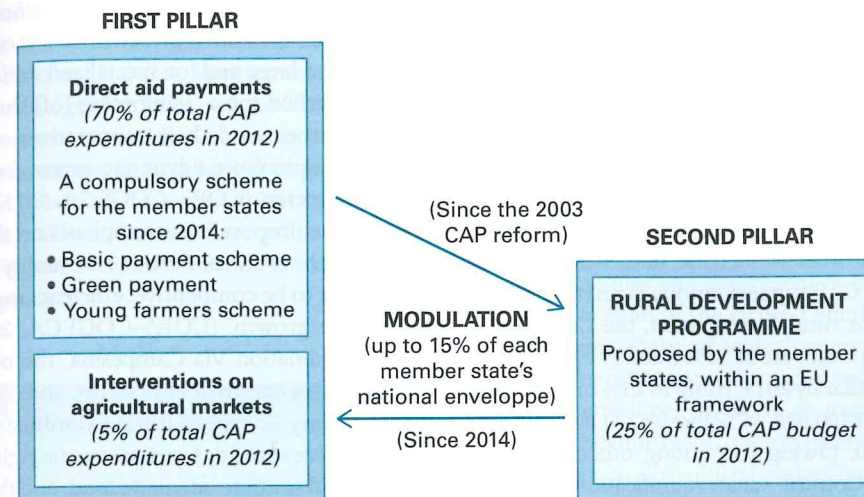 FIRST PILLAR
Direct aid payments
(70% of total CAP
expenditures in 2012)
A compulsory scheme
for the member states
since 2014:
• Basic payment scheme
• Green payment
• Young farmers scheme
Interventions on
agricultural markets
(5% of total CAP
expenditures in 2012)
(Since the 2003
CAP reform)
MODULATION
(up to 15% of each
member state's
national enveloppe)
(Since 2014)
SECOND PILLAR
RURAL DEVELOPMENT
PROGRAMME
Proposed by the member
states, within an EU
framework
(25% of total CAP budget
in 2012)